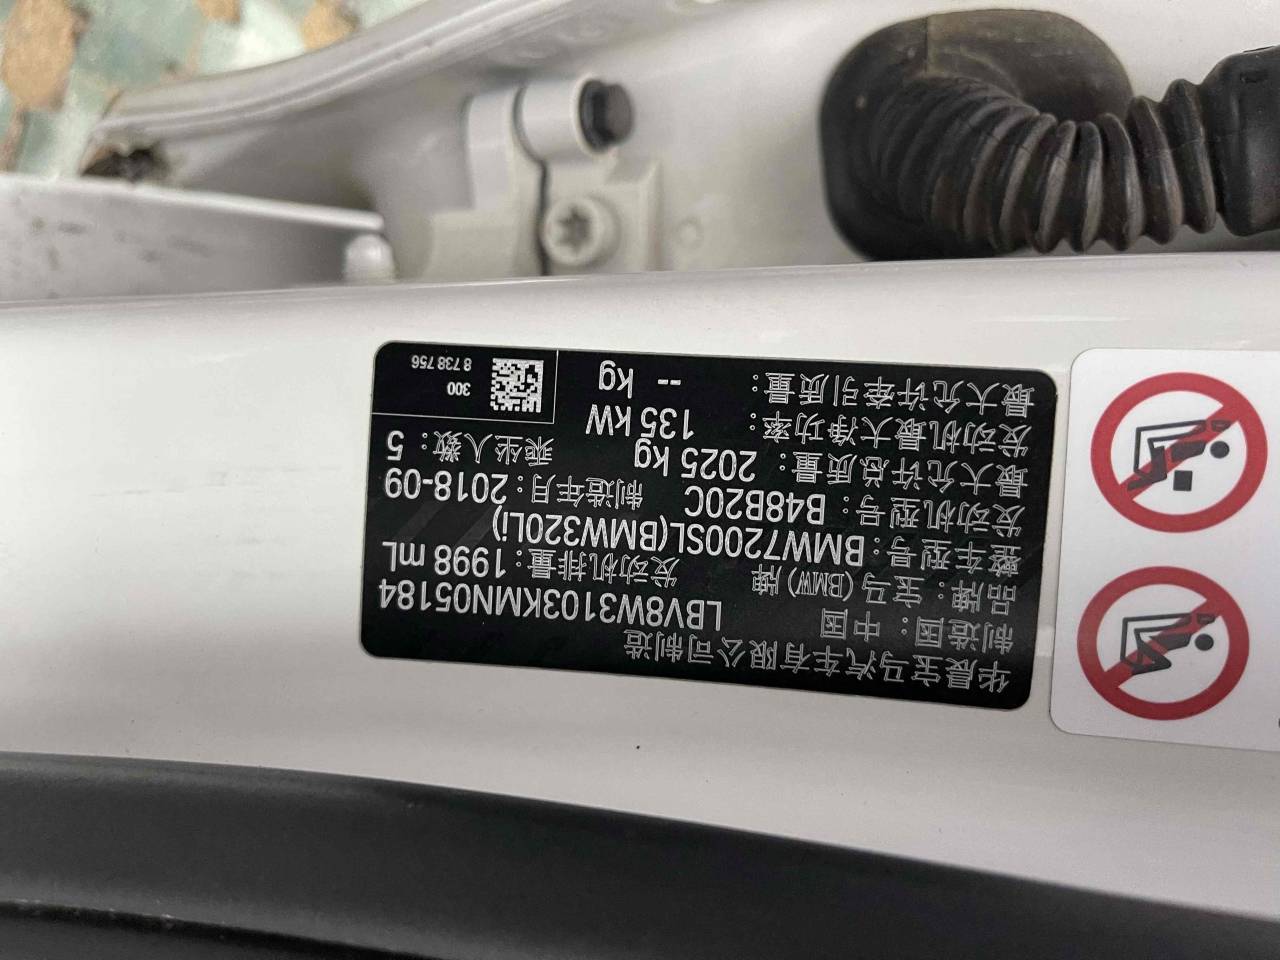 华晨宝马汽车有限公司制造
制造国：中国 LBV8W3103KMN05184
品牌：宝马(BMW)牌 发动机排量：1998 mL
整车型号：BMW7200SL(BMW320Li)
发动机型号：B48B20C 制造年月：2018-09
最大允许总质量：2025 kg 乘坐人数：5
发动机最大净功率：135 kW
最大允许牵引质量：-- kg
300
8 738 756